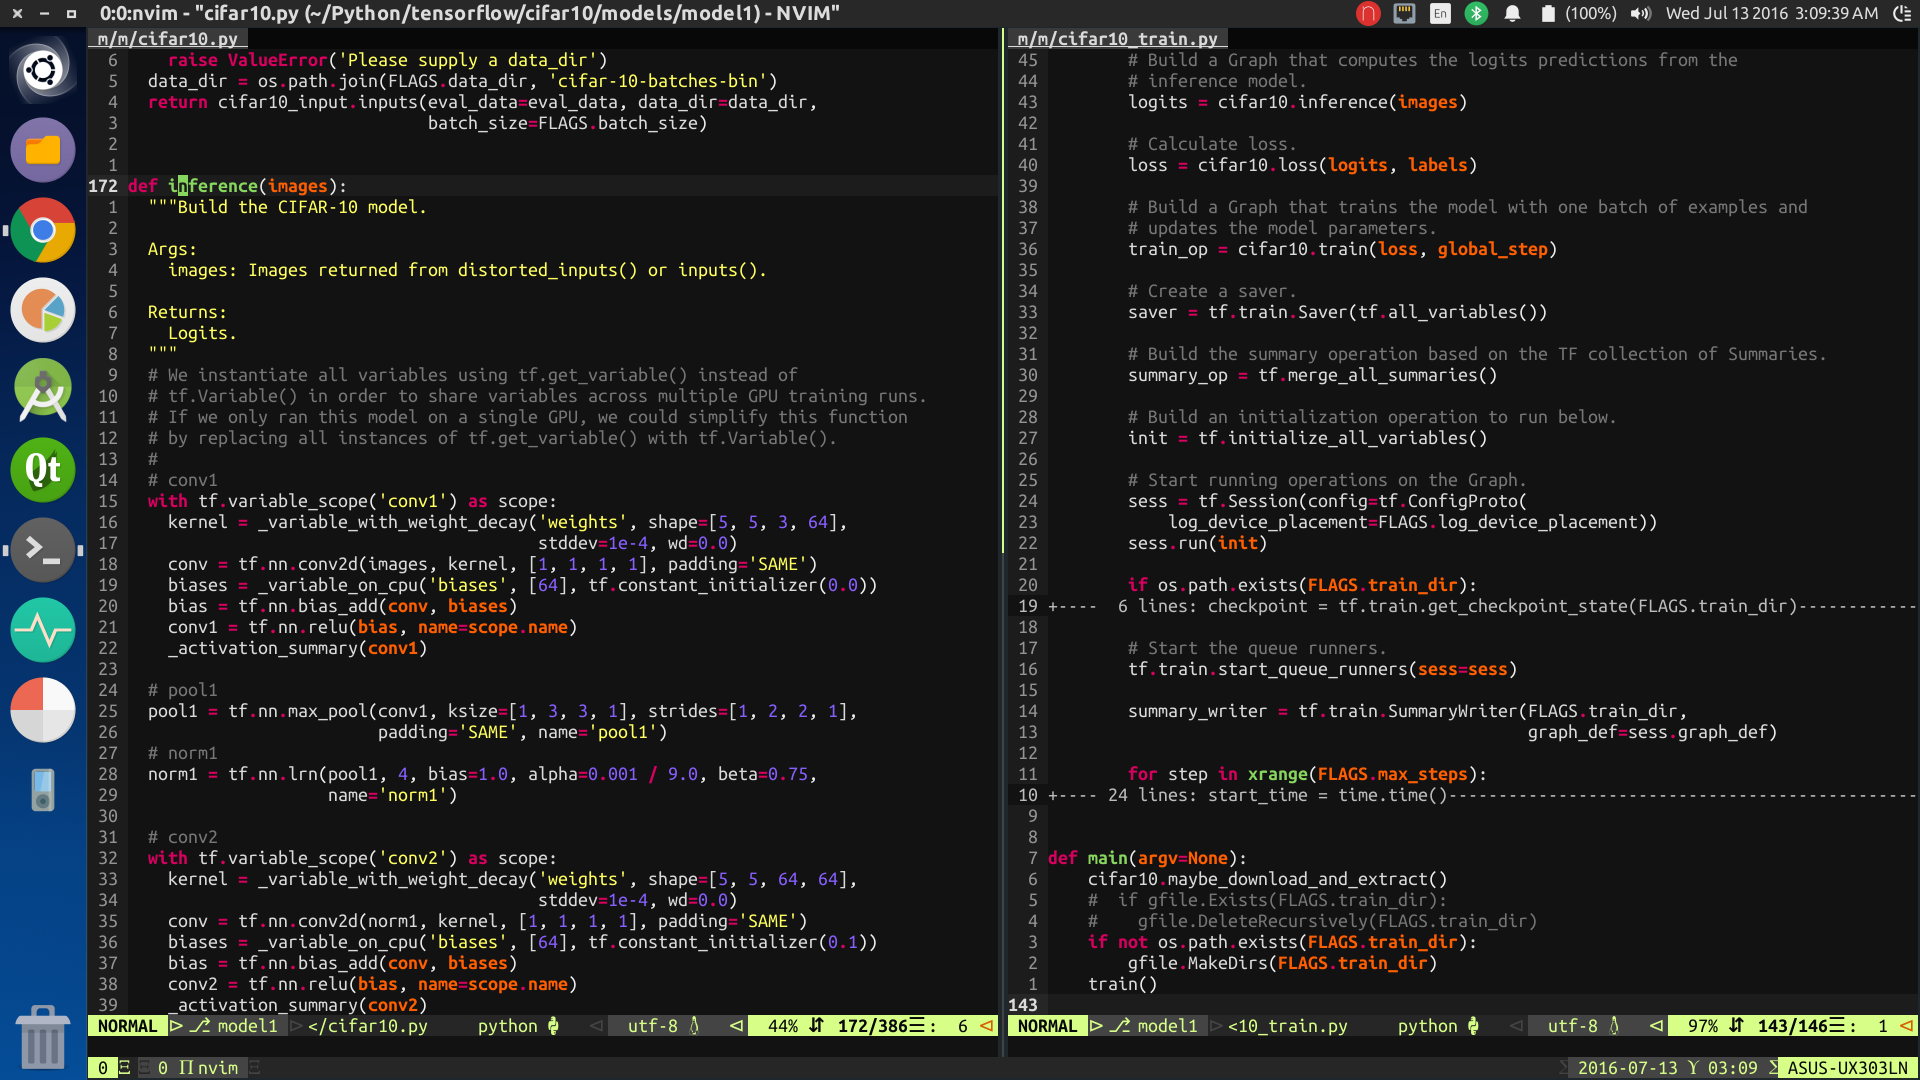 0:0:nvim - "cifar10.py (~/Python/tensorflow/cifar10/models/model1) - NVIM"
En
(100%)
Wed Jul 13 2016 3:09:39 AM
m/m/cifar10.py
6 raise ValueError('Please supply a data_dir')
5 data_dir = os.path.join(FLAGS.data_dir, 'cifar-10-batches-bin')
4 return cifar10_input.inputs(eval_data=eval_data, data_dir=data_dir,
3 batch_size=FLAGS.batch_size)
2
1
172 def inference(images):
1 """Build the CIFAR-10 model.
2
3 Args:
4 images: Images returned from distorted_inputs() or inputs().
5
6 Returns:
7 Logits.
8 """
9 # We instantiate all variables using tf.get_variable() instead of
10 # tf.Variable() in order to share variables across multiple GPU training runs.
11 # If we only ran this model on a single GPU, we could simplify this function
12 # by replacing all instances of tf.get_variable() with tf.Variable().
13 #
14 # conv1
15 with tf.variable_scope('conv1') as scope:
16 kernel = _variable_with_weight_decay('weights', shape=[5, 5, 3, 64],
17 stddev=1e-4, wd=0.0)
18 conv = tf.nn.conv2d(images, kernel, [1, 1, 1, 1], padding='SAME')
19 biases = _variable_on_cpu('biases', [64], tf.constant_initializer(0.0))
20 bias = tf.nn.bias_add(conv, biases)
21 conv1 = tf.nn.relu(bias, name=scope.name)
22 _activation_summary(conv1)
23
24 # pool1
25 pool1 = tf.nn.max_pool(conv1, ksize=[1, 3, 3, 1], strides=[1, 2, 2, 1],
26 padding='SAME', name='pool1')
27 # norm1
28 norm1 = tf.nn.lrn(pool1, 4, bias=1.0, alpha=0.001 / 9.0, beta=0.75,
29 name='norm1')
30
31 # conv2
32 with tf.variable_scope('conv2') as scope:
33 kernel = _variable_with_weight_decay('weights', shape=[5, 5, 64, 64],
34 stddev=1e-4, wd=0.0)
35 conv = tf.nn.conv2d(norm1, kernel, [1, 1, 1, 1], padding='SAME')
36 biases = _variable_on_cpu('biases', [64], tf.constant_initializer(0.1))
37 bias = tf.nn.bias_add(conv, biases)
38 conv2 = tf.nn.relu(bias, name=scope.name)
39 _activation_summary(conv2)
NORMAL model1 </cifar10.py python utf-8 44% 172/386☰: 6
m/m/cifar10_train.py
45 # Build a Graph that computes the logits predictions from the
44 # inference model.
43 logits = cifar10.inference(images)
42
41 # Calculate loss.
40 loss = cifar10.loss(logits, labels)
39
38 # Build a Graph that trains the model with one batch of examples and
37 # updates the model parameters.
36 train_op = cifar10.train(loss, global_step)
35
34 # Create a saver.
33 saver = tf.train.Saver(tf.all_variables())
32
31 # Build the summary operation based on the TF collection of Summaries.
30 summary_op = tf.merge_all_summaries()
29
28 # Build an initialization operation to run below.
27 init = tf.initialize_all_variables()
26
25 # Start running operations on the Graph.
24 sess = tf.Session(config=tf.ConfigProto(
23 log_device_placement=FLAGS.log_device_placement))
22 sess.run(init)
21
20 if os.path.exists(FLAGS.train_dir):
19 +---- 6 lines: checkpoint = tf.train.get_checkpoint_state(FLAGS.train_dir)------------
18
17 # Start the queue runners.
16 tf.train.start_queue_runners(sess=sess)
15
14 summary_writer = tf.train.SummaryWriter(FLAGS.train_dir,
13 graph_def=sess.graph_def)
12
11 for step in xrange(FLAGS.max_steps):
10 +---- 24 lines: start_time = time.time()-----------------------------------------------
9
8
7 def main(argv=None):
6 cifar10.maybe_download_and_extract()
5 # if gfile.Exists(FLAGS.train_dir):
4 # gfile.DeleteRecursively(FLAGS.train_dir)
3 if not os.path.exists(FLAGS.train_dir):
2 gfile.MakeDirs(FLAGS.train_dir)
1 train()
143
NORMAL model1 <10_train.py python utf-8 97% 143/146☰: 1
Qt
0 Ξ Ξ 0 Π nvim Ξ
Σ 2016-07-13 ϒ 03:09 Σ ASUS-UX303LN